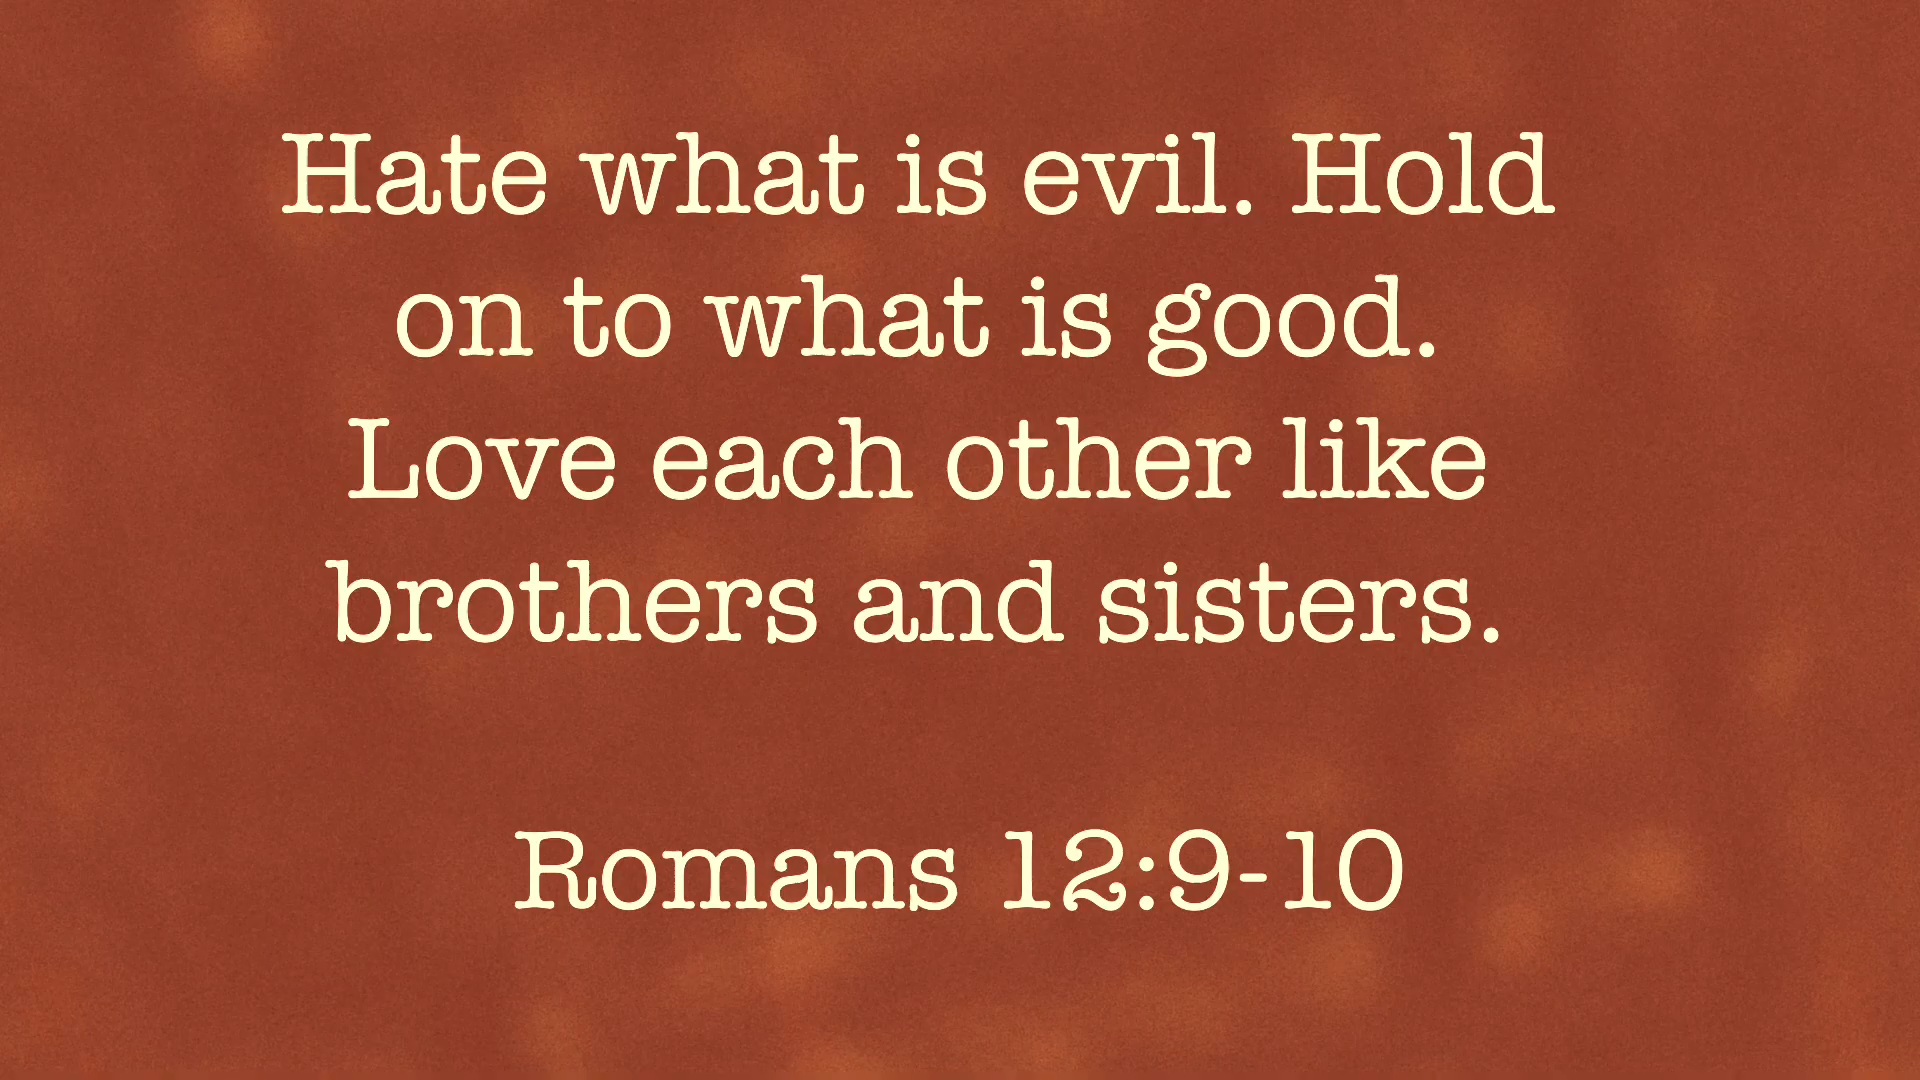 Hate what is evil. Hold
on to what is good.
Love each other like
brothers and sisters.
Romans 12:9-10